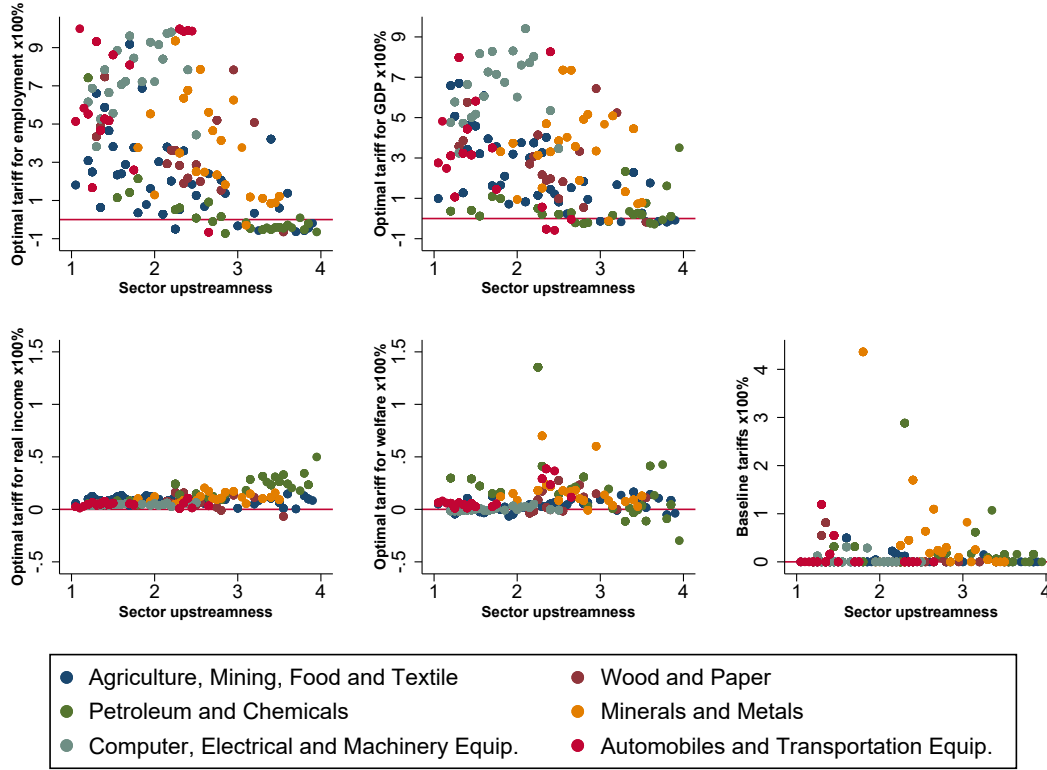 Optimal tariff for employment x100%
9
7
5
3
1
-1
1 2 3 4
Sector upstreamness
Optimal tariff for GDP x100%
9
7
5
3
1
-1
1 2 3 4
Sector upstreamness
Optimal tariff for real income x100%
1.5
1
.5
0
-.5
1 2 3 4
Sector upstreamness
Optimal tariff for welfare x100%
1.5
1
.5
0
-.5
1 2 3 4
Sector upstreamness
Baseline tariffs x100%
4
3
2
1
0
1 2 3 4
Sector upstreamness
Agriculture, Mining, Food and Textile
Wood and Paper
Petroleum and Chemicals
Minerals and Metals
Computer, Electrical and Machinery Equip.
Automobiles and Transportation Equip.